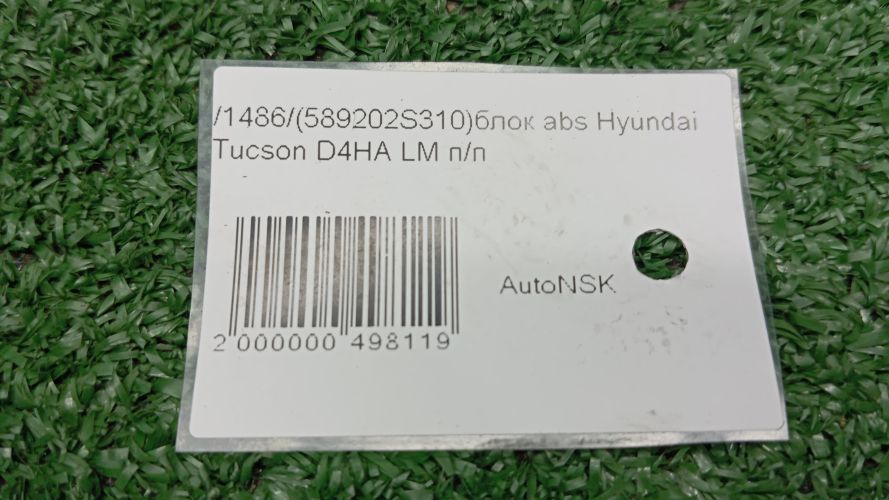 /1486/(589202S310)блок abs Hyundai
Tucson D4HA LM п/п
AutoNSK
2 000000 498119